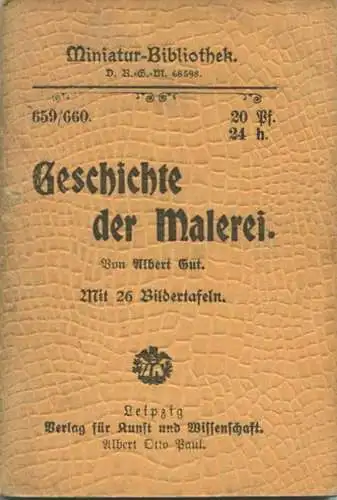 Miniatur-Bibliothek.
D. R.-G.-M. 68598.
659/660. 20 Pf.
24 h.
Geschichte
der Malerei.
Von Albert Gut.
Mit 26 Bildertafeln.
Leipzig
Verlag für Kunst und Wissenschaft.
Albert Otto Paul.